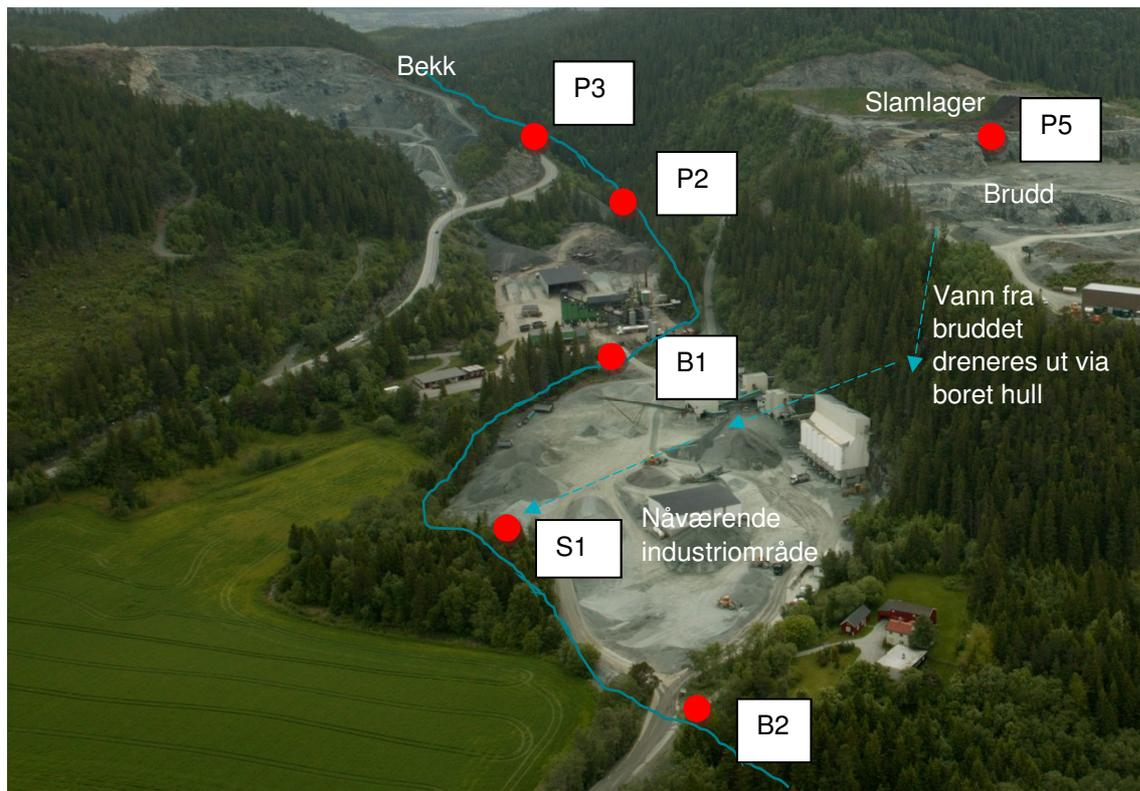 Bekk
P3
Slamlager
P5
P2
Brudd
Vann fra
bruddet
dreneres ut via
boret hull
B1
Nåværende
industriområde
S1
B2